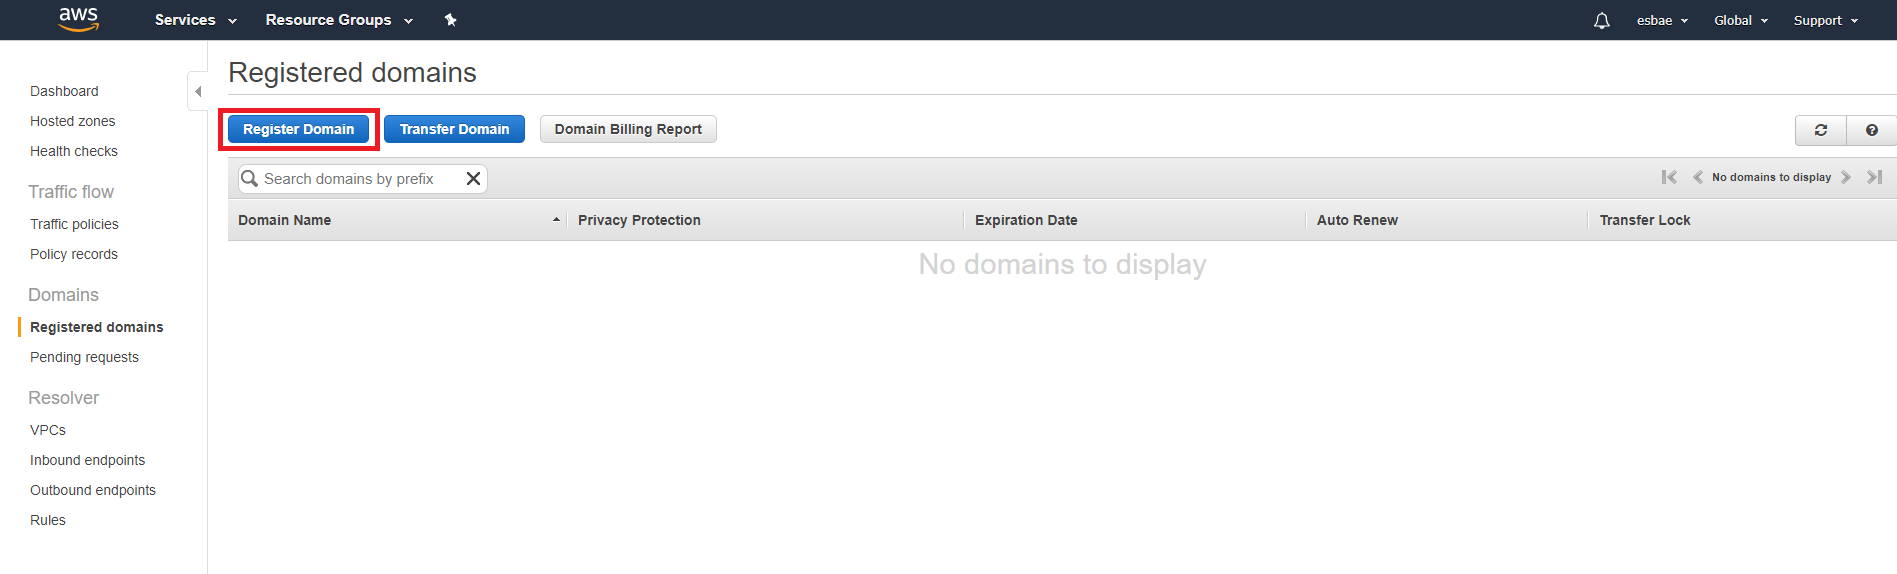 aws Services Resource Groups esbae Global Support
Registered domains
Dashboard
Hosted zones
Health checks
Traffic flow
Traffic policies
Policy records
Domains
Registered domains
Pending requests
Resolver
VPCs
Inbound endpoints
Outbound endpoints
Rules
Register Domain Transfer Domain Domain Billing Report
Search domains by prefix No domains to display
Domain Name Privacy Protection Expiration Date Auto Renew Transfer Lock
No domains to display